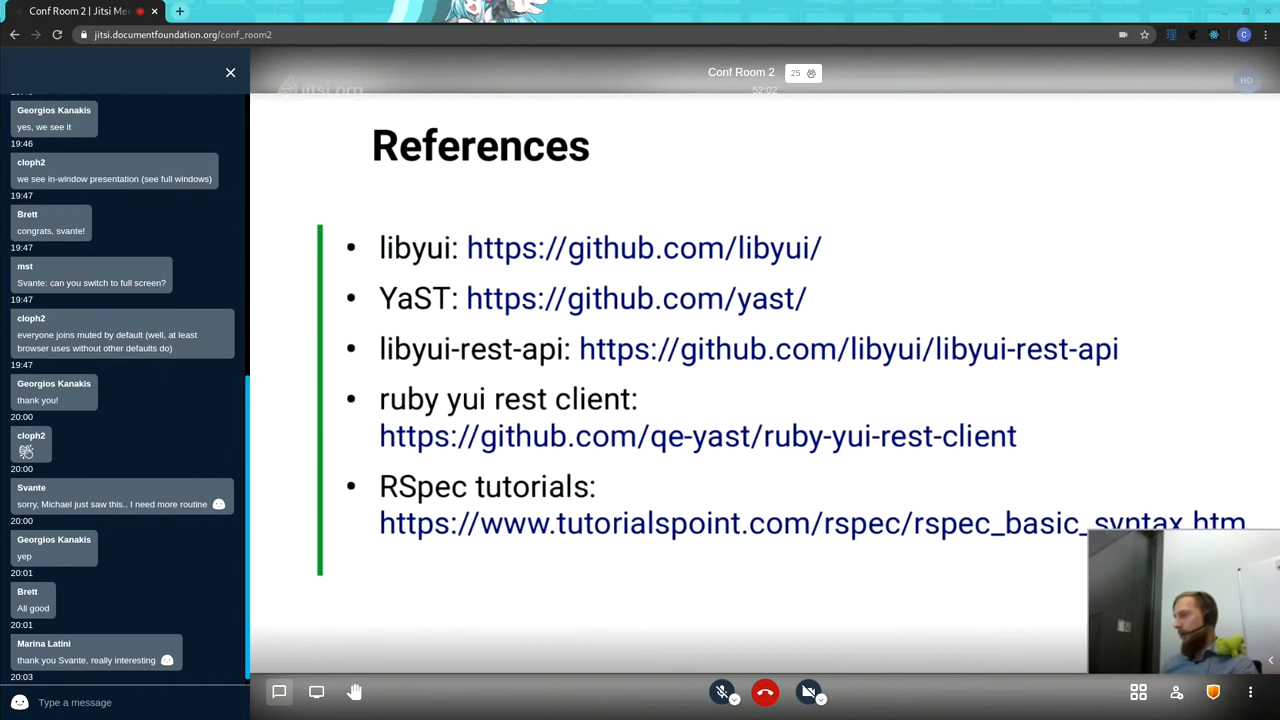 Conf Room 2 | Jitsi Me
jitsi.documentfoundation.org/conf_room2
C
Conf Room 2
25
52:02
HD
jitsi.org
Georgios Kanakis
yes, we see it
19:46
cloph2
we see in-window presentation (see full windows)
19:47
Brett
congrats, svante!
19:47
mst
Svante: can you switch to full screen?
19:47
cloph2
everyone joins muted by default (well, at least
browser uses without other defaults do)
19:47
Georgios Kanakis
thank you!
20:00
cloph2
20:00
Svante
sorry, Michael just saw this.. I need more routine
20:00
Georgios Kanakis
yep
20:01
Brett
All good
20:01
Marina Latini
thank you Svante, really interesting
20:03
Type a message
References
• libyui: https://github.com/libyui/
• YaST: https://github.com/yast/
• libyui-rest-api: https://github.com/libyui/libyui-rest-api
• ruby yui rest client:
https://github.com/qe-yast/ruby-yui-rest-client
• RSpec tutorials:
https://www.tutorialspoint.com/rspec/rspec_basic_syntax.htm